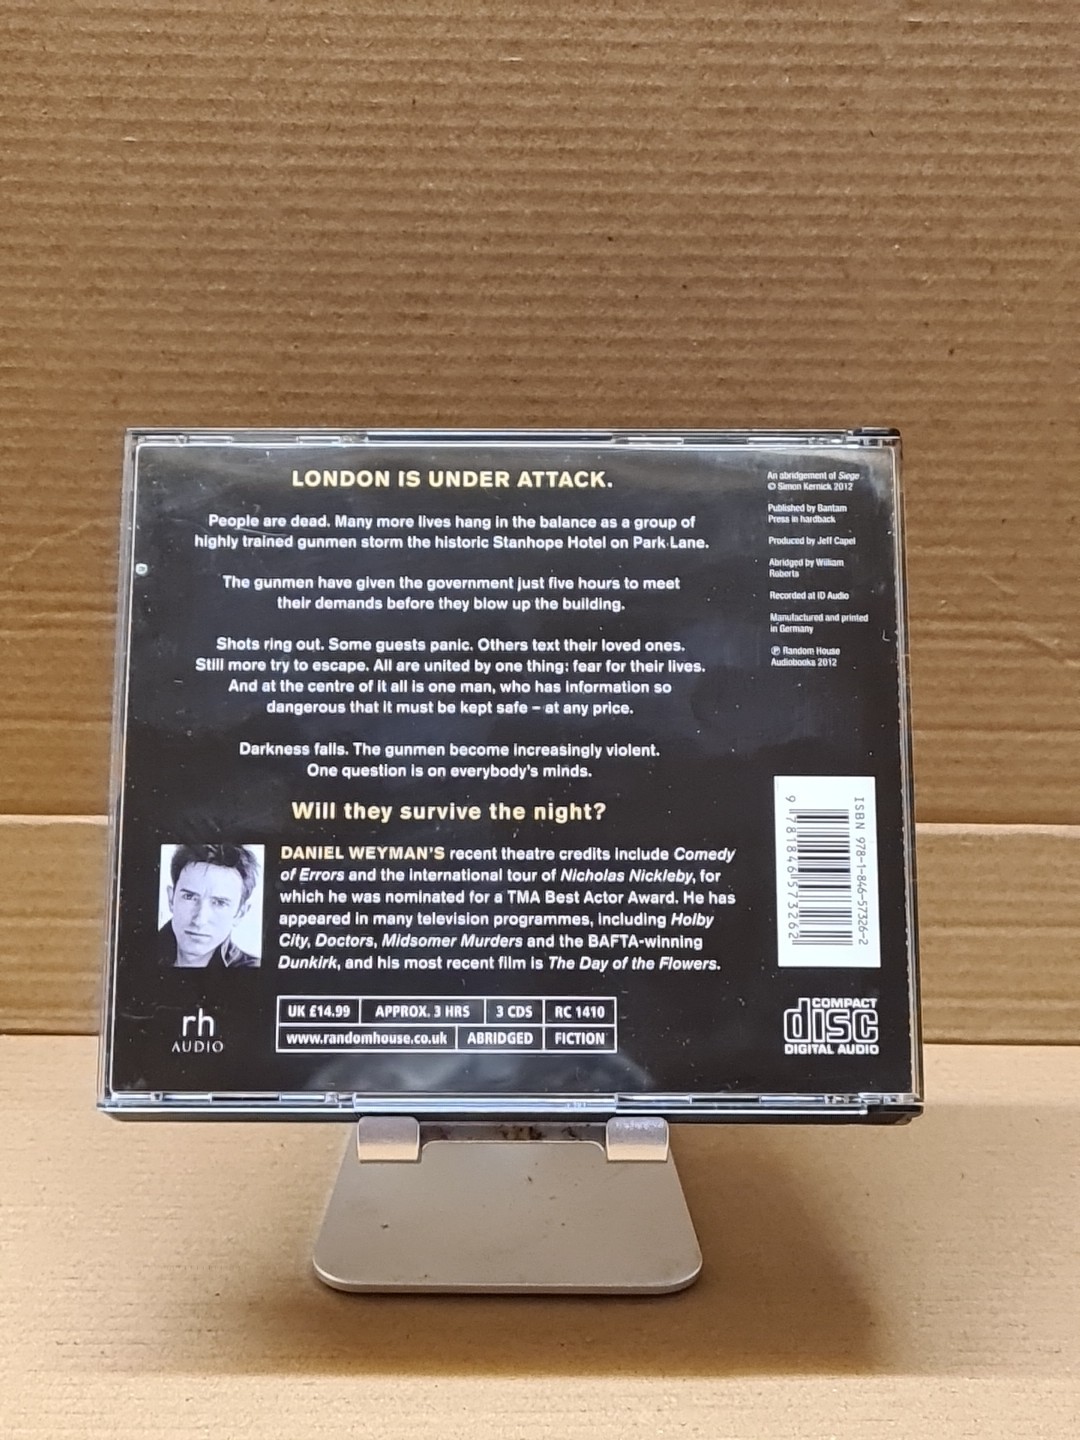 LONDON IS UNDER ATTACK.
People are dead. Many more lives hang in the balance as a group of
highly trained gunmen storm the historic Stanhope Hotel on Park Lane.
The gunmen have given the government just five hours to meet
their demands before they blow up the building.
Shots ring out. Some guests panic. Others text their loved ones.
Still more try to escape. All are united by one thing: fear for their lives.
And at the centre of it all is one man, who has information so
dangerous that it must be kept safe – at any price.
Darkness falls. The gunmen become increasingly violent.
One question is on everybody's minds.
Will they survive the night?
DANIEL WEYMAN'S recent theatre credits include Comedy
of Errors and the international tour of Nicholas Nickleby, for
which he was nominated for a TMA Best Actor Award. He has
appeared in many television programmes, including Holby
City, Doctors, Midsomer Murders and the BAFTA-winning
Dunkirk, and his most recent film is The Day of the Flowers.
rh
AUDIO
UK £14.99 APPROX. 3 HRS 3 CDS RC 1410
www.randomhouse.co.uk ABRIDGED FICTION
An abridgement of Siege
© Simon Kernick 2012
Published by Bantam
Press in hardback
Produced by Jeff Capel
Abridged by William
Roberts
Recorded at ID Audio
Manufactured and printed
in Germany
℗ Random House
Audiobooks 2012
ISBN 978-1-846-57326-2
9 781846 573262
COMPACT
disc
DIGITAL AUDIO